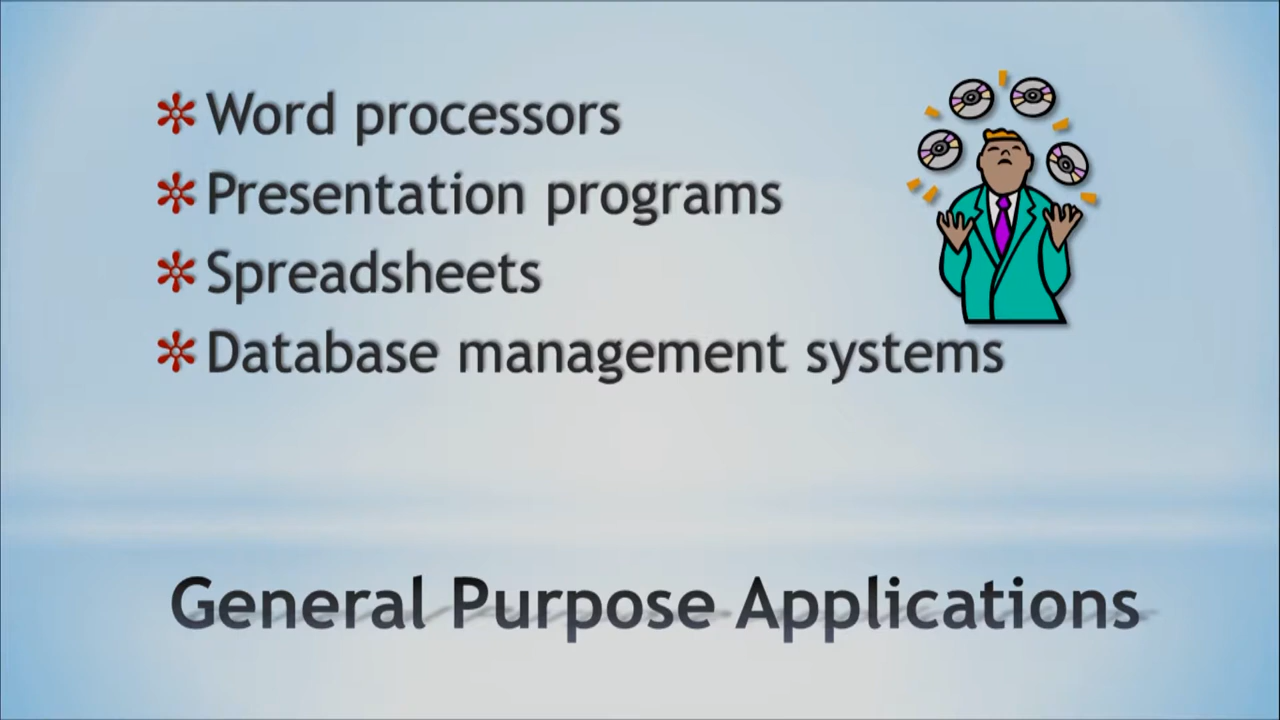 Word processors
Presentation programs
Spreadsheets
Database management systems
General Purpose Applications